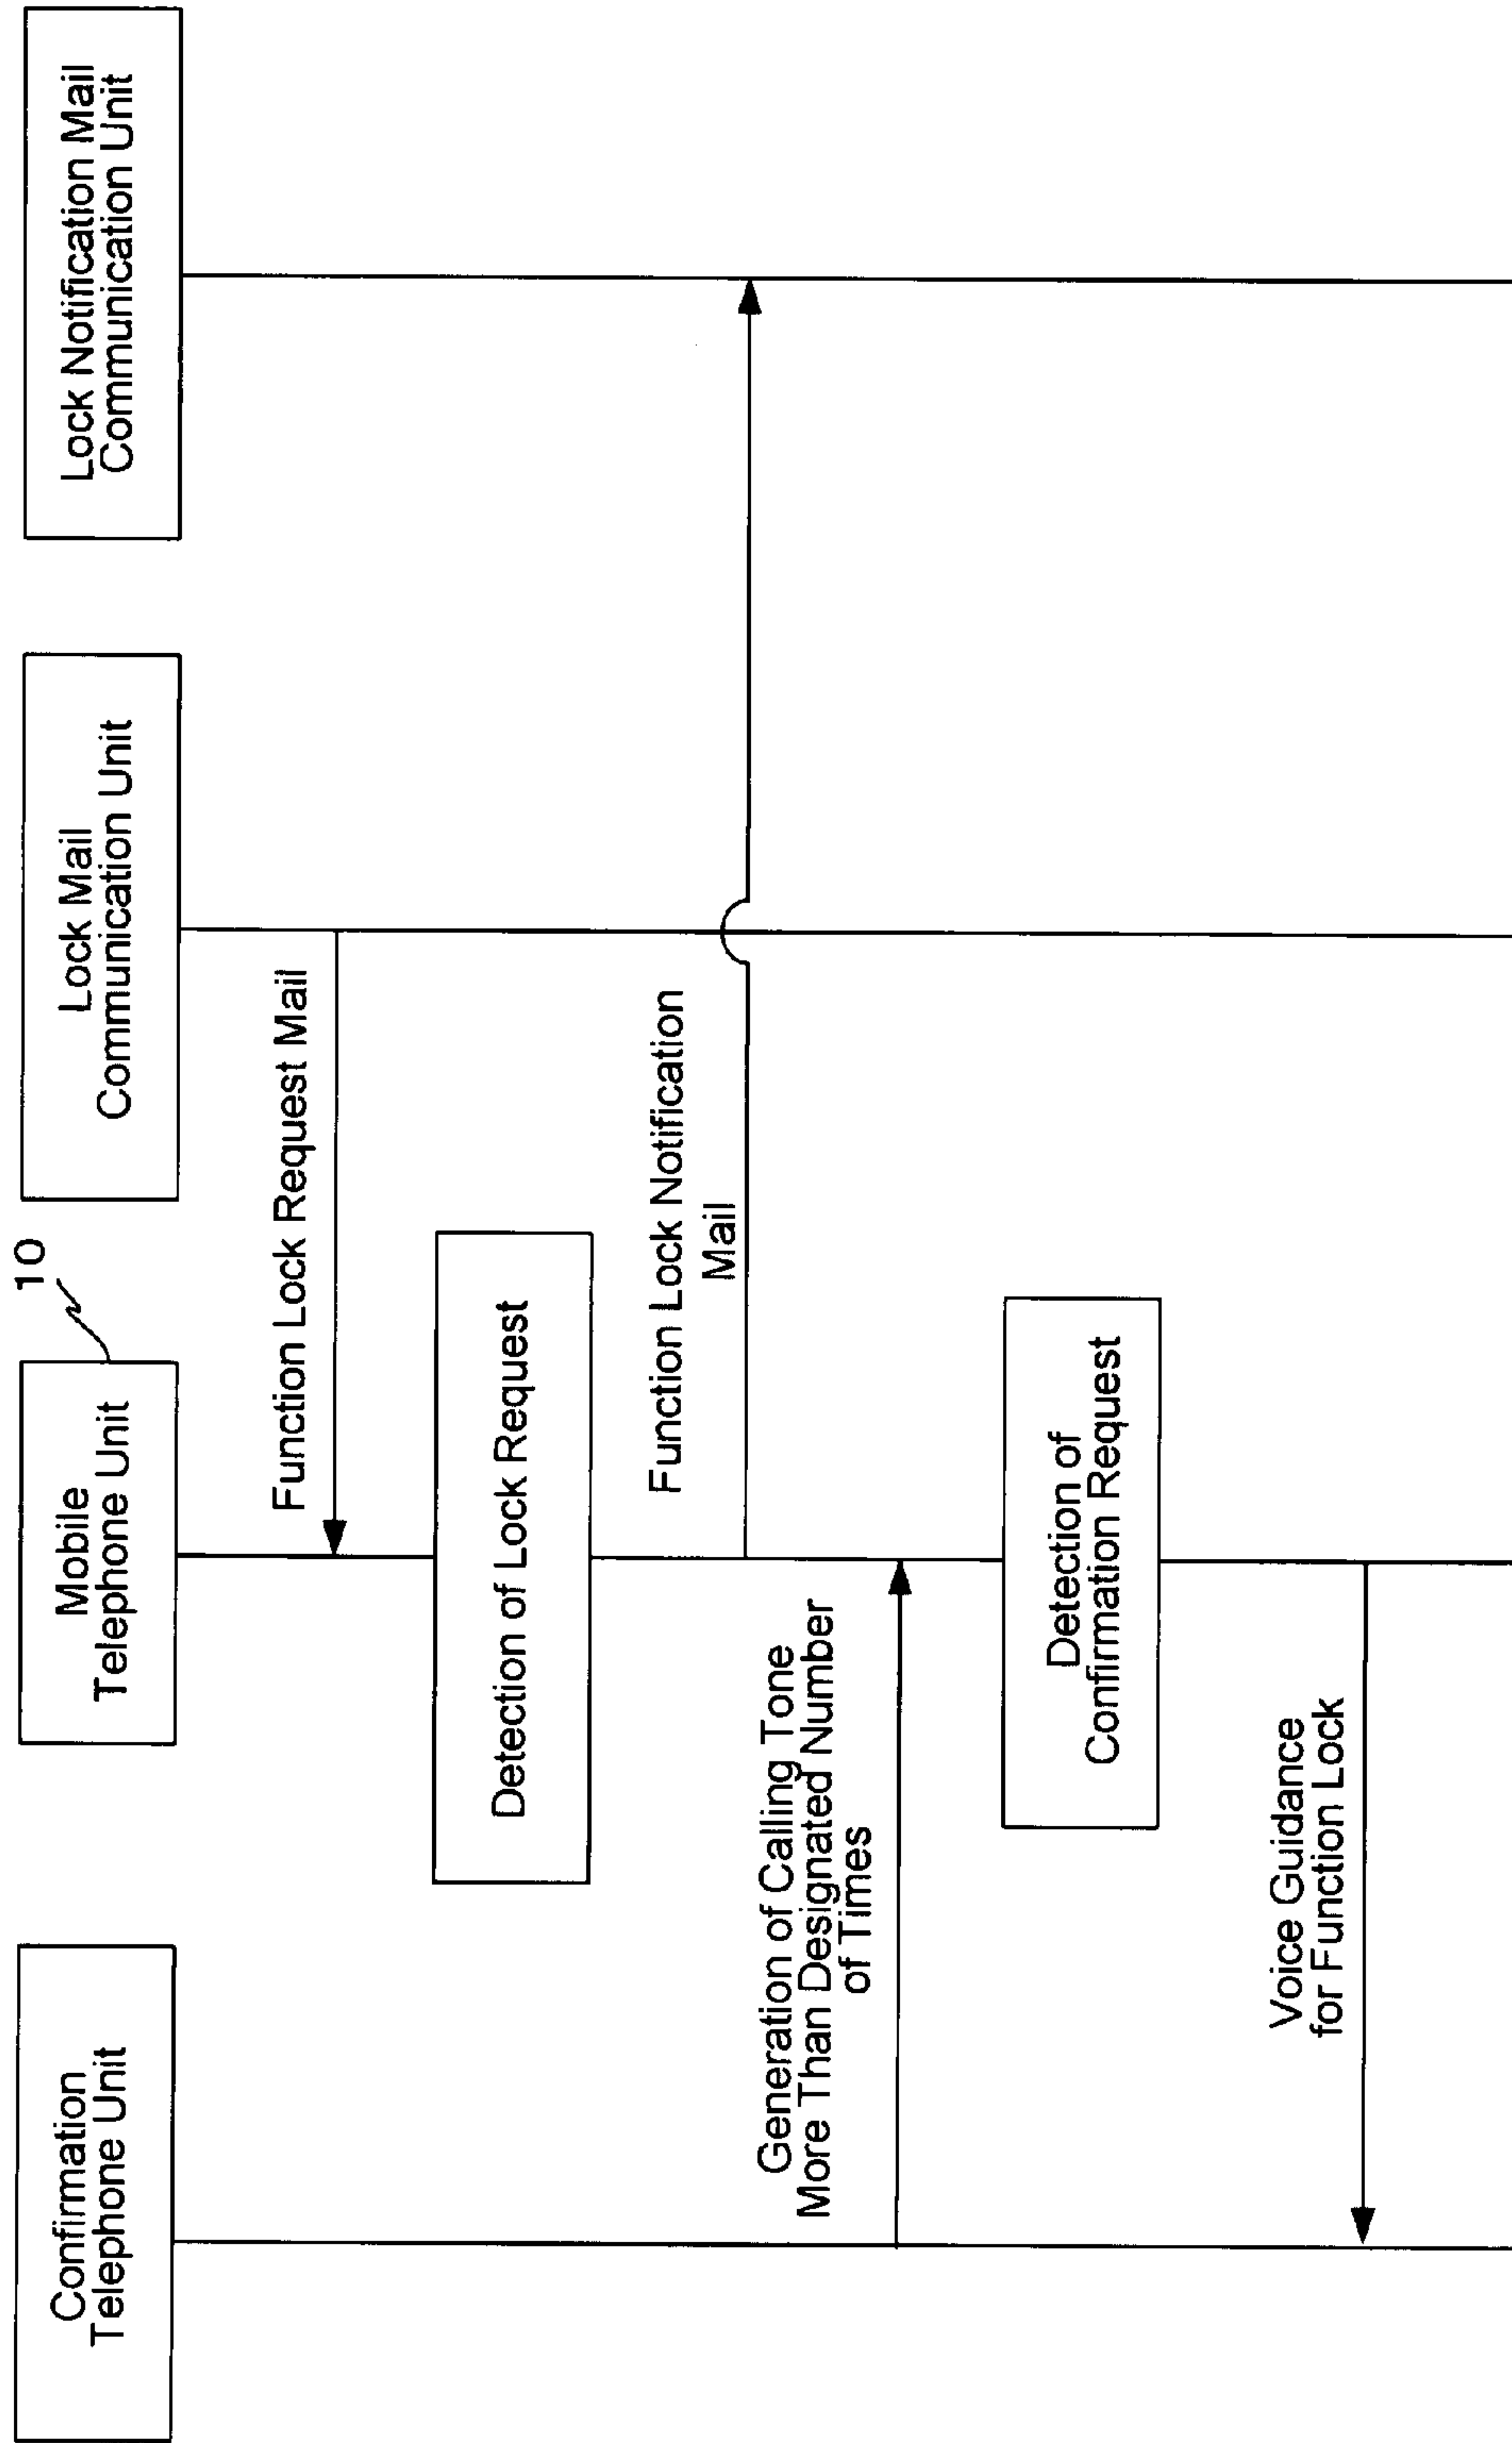 Confirmation
Telephone Unit
Mobile
Telephone Unit
10
Lock Mail
Communication Unit
Lock Notification Mail
Communication Unit
Function Lock Request Mail
Detection of Lock Request
Function Lock Notification
Mail
Generation of Calling Tone
More Than Designated Number
of Times
Detection of
Confirmation Request
Voice Guidance
for Function Lock